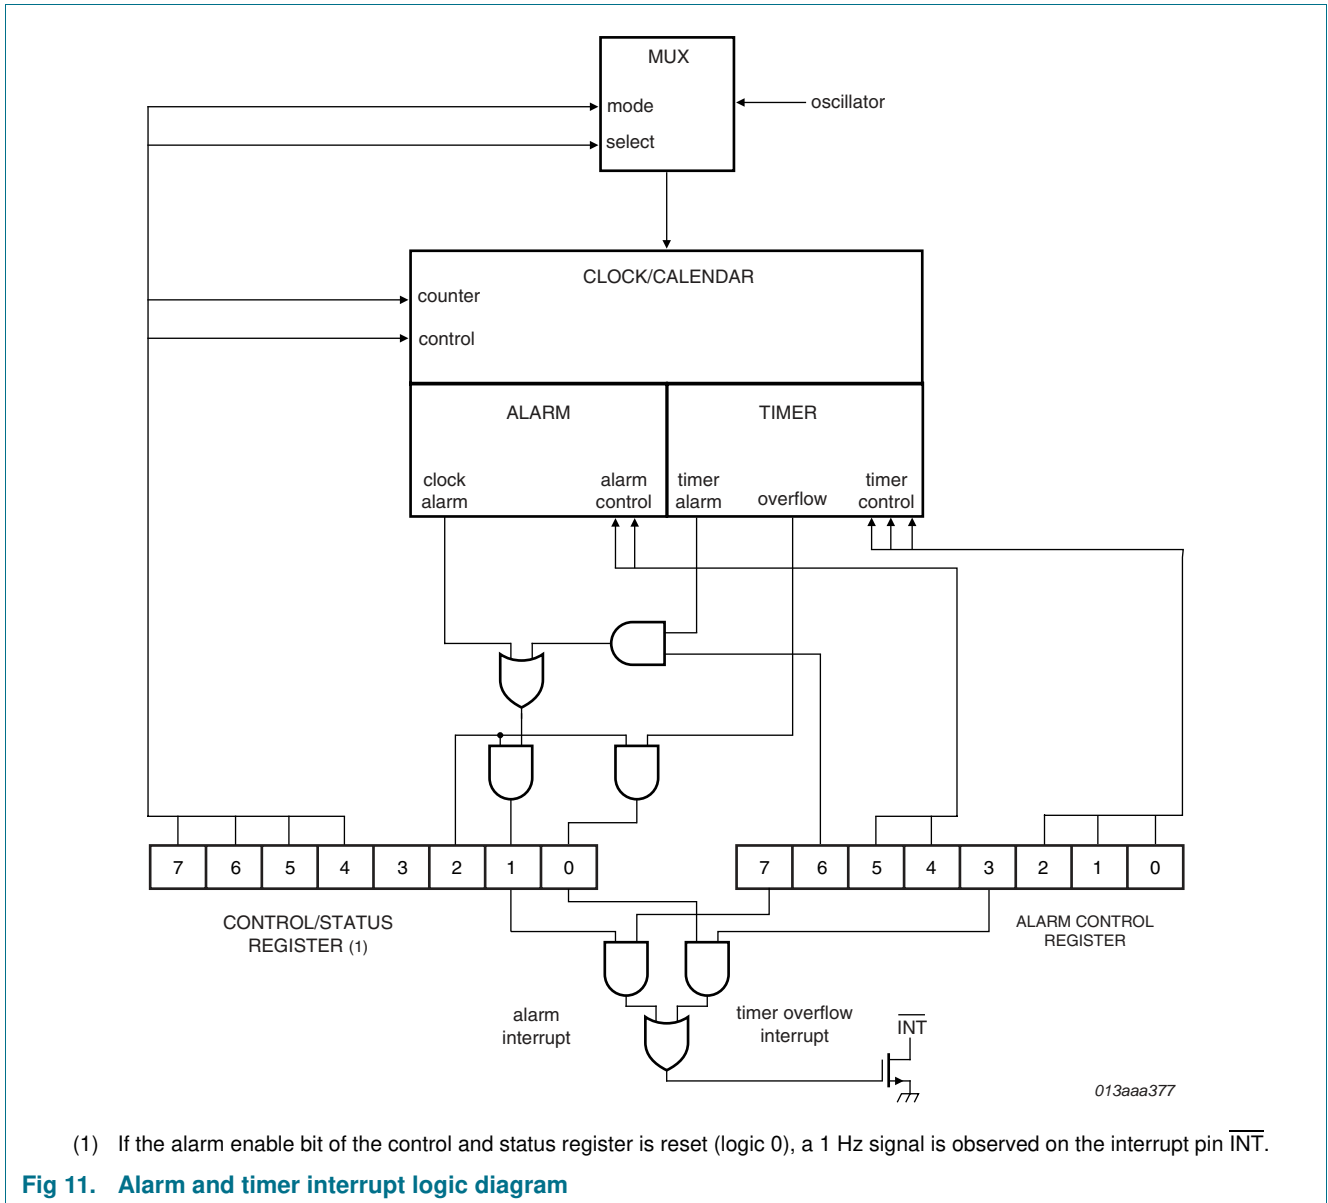 MUX
mode
oscillator
select
CLOCK/CALENDAR
counter
control
ALARM
TIMER
clock
alarm
alarm
control
timer
alarm
overflow
timer
control
7 6 5 4 3 2 1 0
7 6 5 4 3 2 1 0
CONTROL/STATUS
REGISTER (1)
ALARM CONTROL
REGISTER
alarm
interrupt
timer overflow
interrupt
INT
013aaa377
(1) If the alarm enable bit of the control and status register is reset (logic 0), a 1 Hz signal is observed on the interrupt pin INT.
Fig 11. Alarm and timer interrupt logic diagram